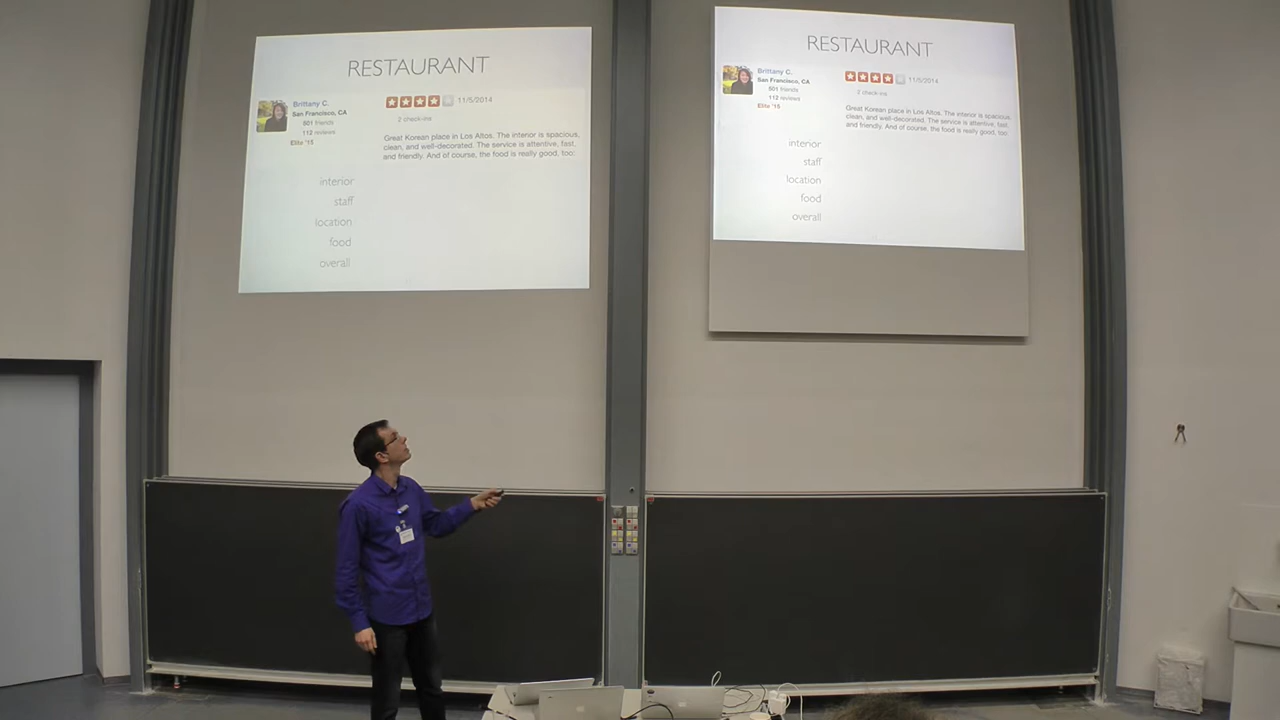 RESTAURANT
Brittany C.
San Francisco, CA
501 friends
112 reviews
Elite '15
11/5/2014
2 check-ins
Great Korean place in Los Altos. The interior is spacious,
clean, and well-decorated. The service is attentive, fast,
and friendly. And of course, the food is really good, too:
interior
staff
location
food
overall
RESTAURANT
Brittany C.
San Francisco, CA
501 friends
112 reviews
Elite '15
11/5/2014
2 check-ins
Great Korean place in Los Altos. The interior is spacious,
clean, and well-decorated. The service is attentive, fast,
and friendly. And of course, the food is really good, too:
interior
staff
location
food
overall